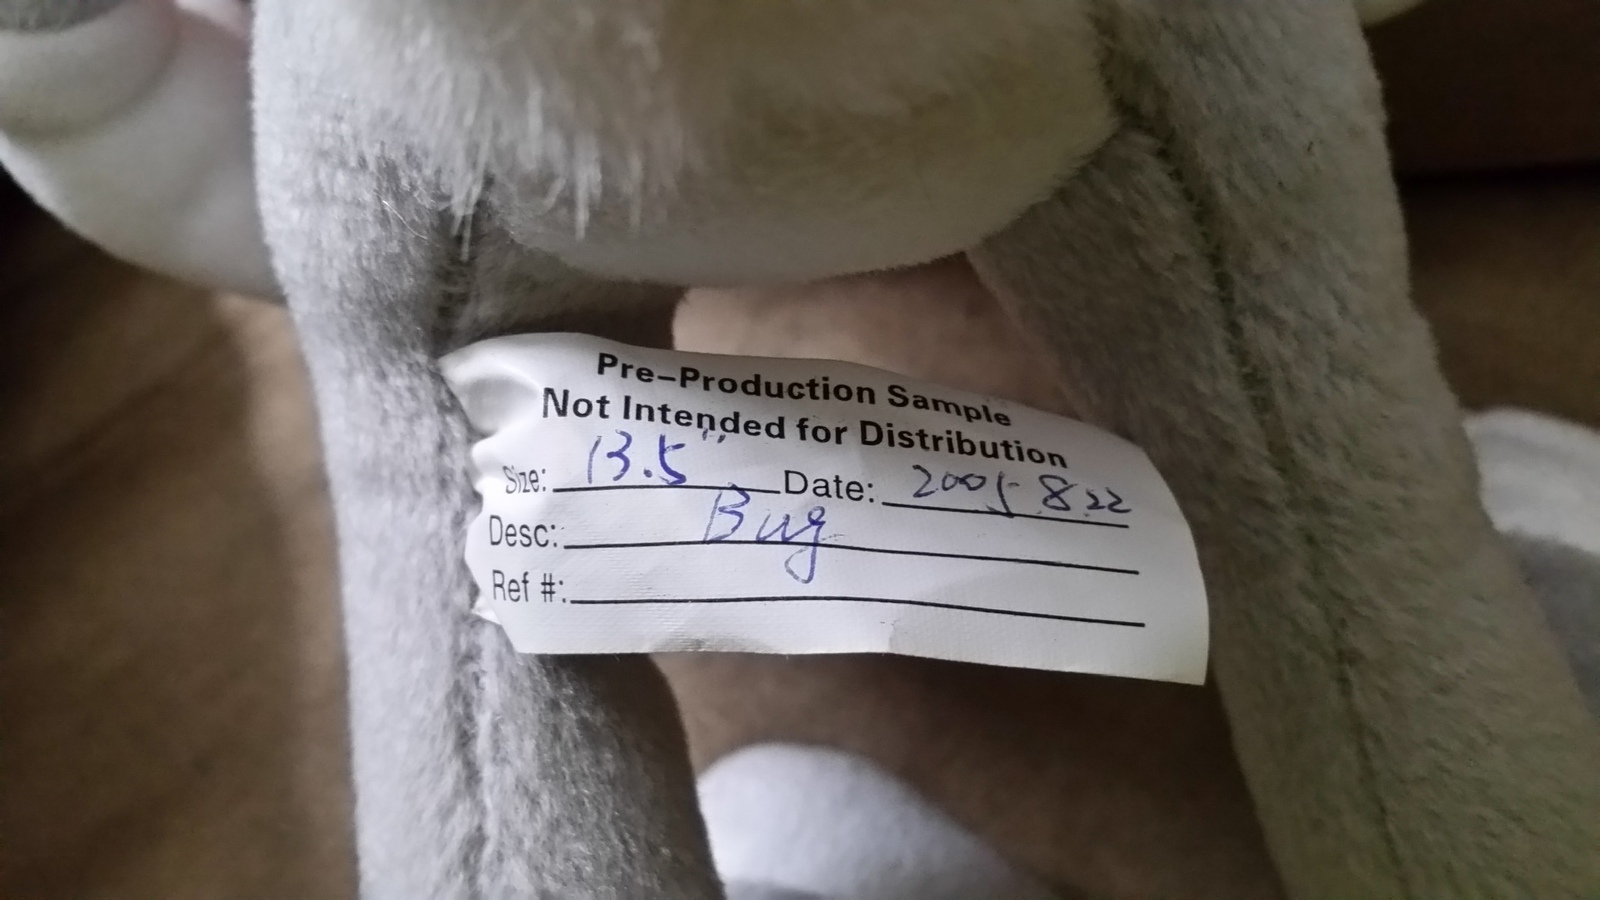 Pre-Production Sample
Not Intended for Distribution
Size: 13.5" Date: 2005 8 22
Desc: Bug
Ref #: